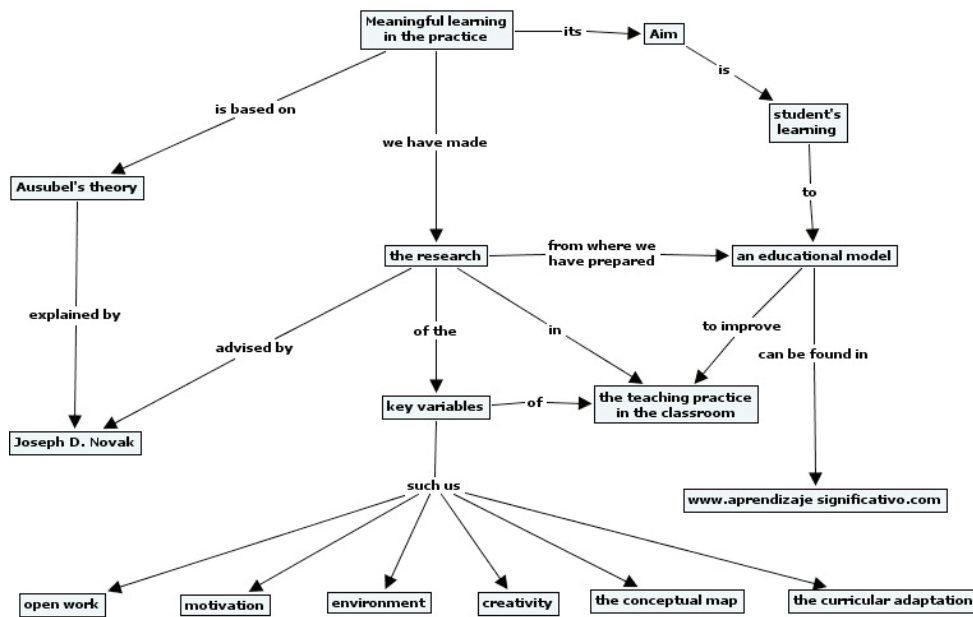 Meaningful learning
in the practice
its
Aim
is
is based on
student's
learning
we have made
Ausubel's theory
to
the research
from where we
have prepared
an educational model
explained by
advised by
of the
in
to improve
can be found in
key variables
of
the teaching practice
in the classroom
Joseph D. Novak
such us
www.aprendizaje significativo.com
open work
motivation
environment
creativity
the conceptual map
the curricular adaptation